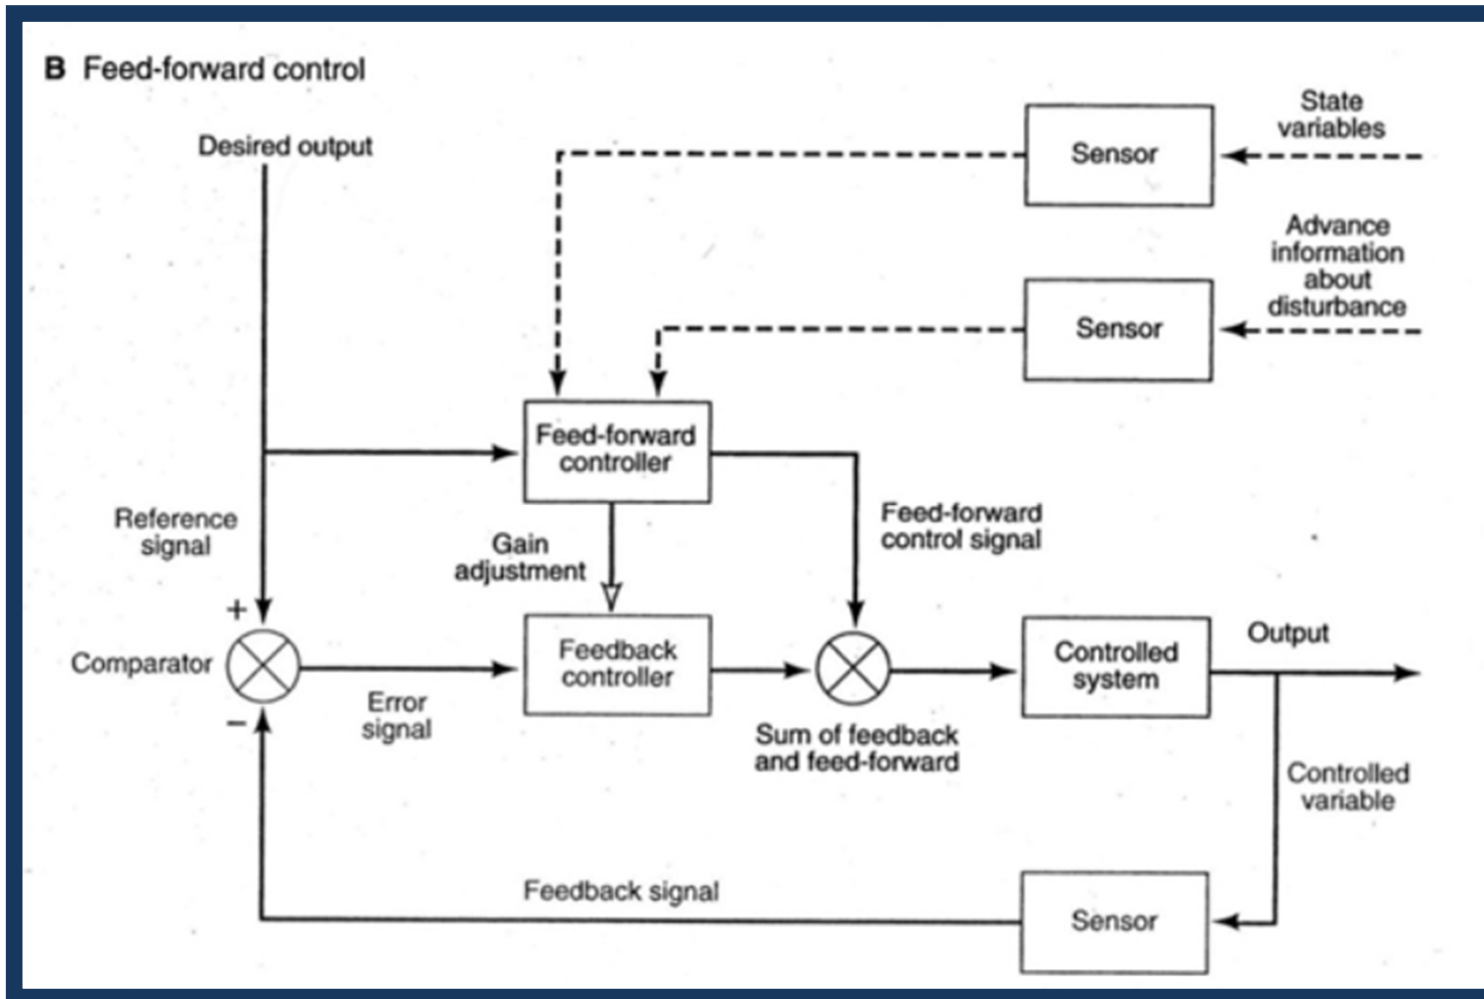 B Feed-forward control
Desired output
State
variables
Sensor
Advance
information
about
disturbance
Sensor
Feed-forward
controller
Reference
signal
Gain
adjustment
Feed-forward
control signal
+
Comparator
−
Error
signal
Feedback
controller
Sum of feedback
and feed-forward
Controlled
system
Output
Controlled
variable
Feedback signal
Sensor